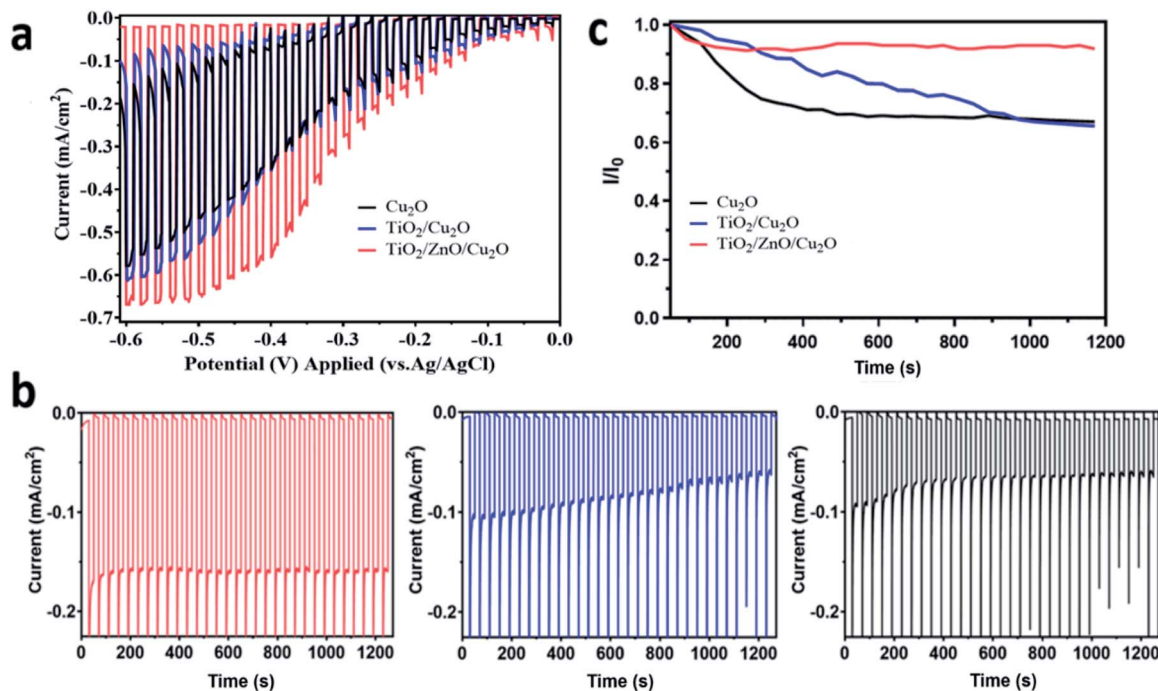 a
0.0
-0.1
-0.2
-0.3
-0.4
-0.5
-0.6
-0.7
Current (mA/cm²)
Cu₂O
TiO₂/Cu₂O
TiO₂/ZnO/Cu₂O
-0.6 -0.5 -0.4 -0.3 -0.2 -0.1 0.0
Potential (V) Applied (vs.Ag/AgCl)
c
1.0
0.8
0.6
0.4
0.2
0.0
I/I₀
Cu₂O
TiO₂/Cu₂O
TiO₂/ZnO/Cu₂O
200 400 600 800 1000 1200
Time (s)
b
0.0
-0.1
-0.2
Current (mA/cm²)
0 200 400 600 800 1000 1200
Time (s)
0.0
-0.1
-0.2
Current (mA/cm²)
0 200 400 600 800 1000 1200
Time (s)
0.0
-0.1
-0.2
Current (mA/cm²)
0 200 400 600 800 1000 1200
Time (s)